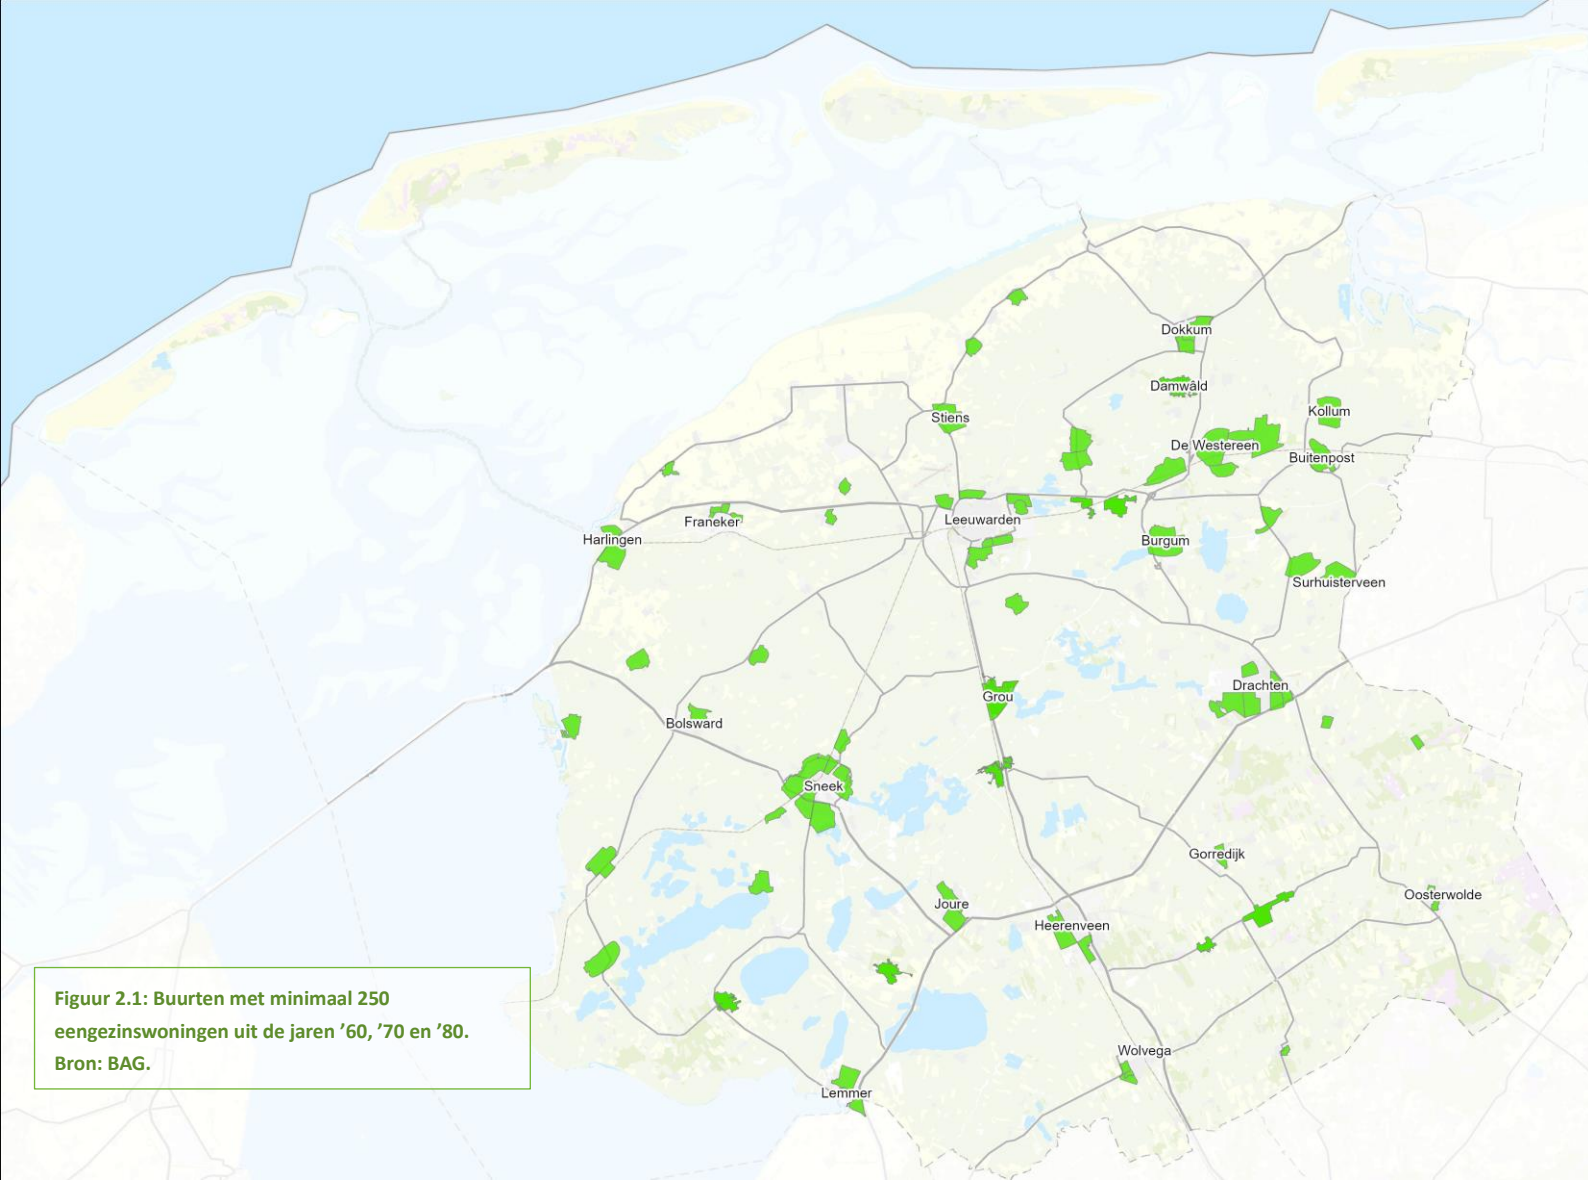 Dokkum
Damwâld
Kollum
Stiens
De Westereen
Buitenpost
Franeker
Leeuwarden
Harlingen
Burgum
Surhuisterveen
Drachten
Grou
Bolsward
Sneek
Gorredijk
Oosterwolde
Joure
Heerenveen
Wolvega
Lemmer
Figuur 2.1: Buurten met minimaal 250
eengezinswoningen uit de jaren ’60, ’70 en ’80.
Bron: BAG.